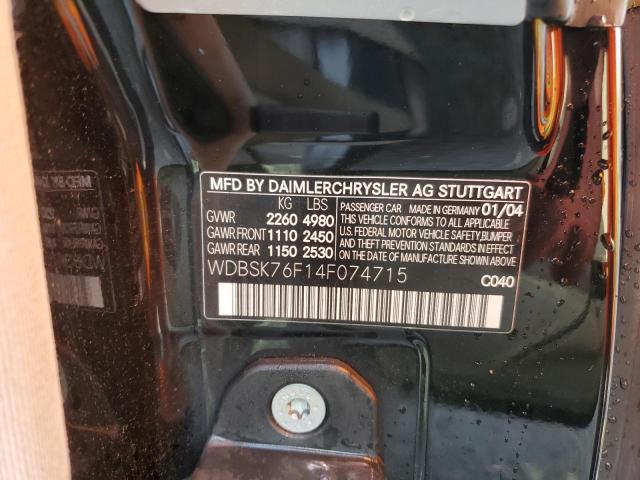 MFD BY DAIMLERCHRYSLER AG STUTTGART
KG LBS
GVWR 2260 4980
GAWR FRONT 1110 2450
GAWR REAR 1150 2530
PASSENGER CAR MADE IN GERMANY 01/04
THIS VEHICLE CONFORMS TO ALL APPLICABLE
U.S. FEDERAL MOTOR VEHICLE SAFETY, BUMPER
AND THEFT PREVENTION STANDARDS IN EFFECT
ON THE DATE OF MANUFACTURE SHOWN ABOVE.
WDBSK76F14F074715
C040